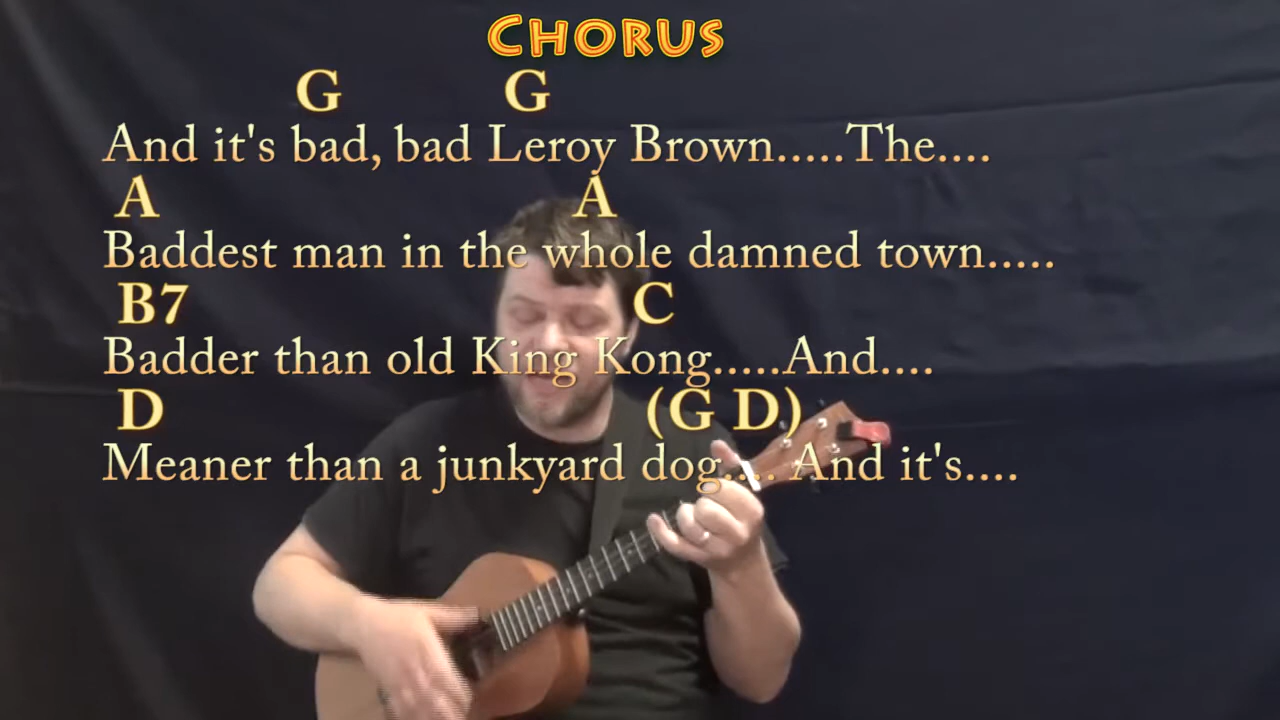 CHORUS
G G
And it's bad, bad Leroy Brown.....The....
A A
Baddest man in the whole damned town.....
B7 C
Badder than old King Kong.....And....
D (G D)
Meaner than a junkyard dog.... And it's....